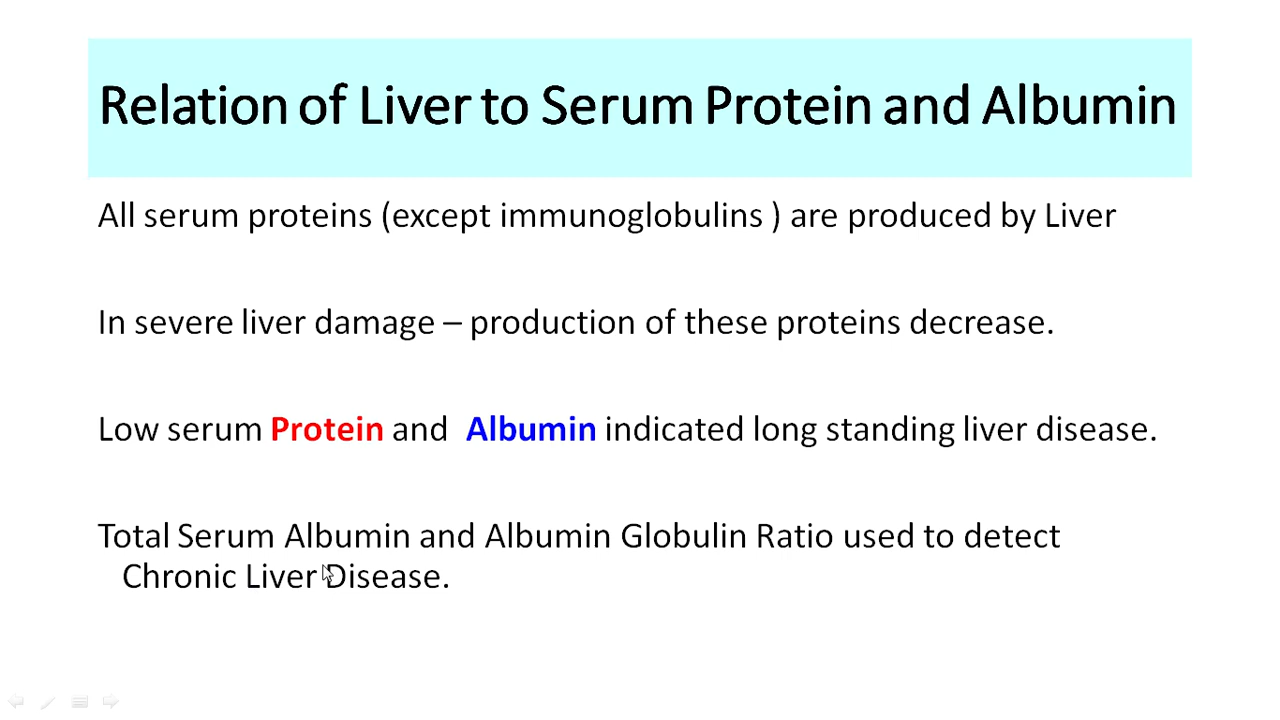 Relation of Liver to Serum Protein and Albumin
All serum proteins (except immunoglobulins ) are produced by Liver
In severe liver damage – production of these proteins decrease.
Low serum Protein and Albumin indicated long standing liver disease.
Total Serum Albumin and Albumin Globulin Ratio used to detect
Chronic Liver Disease.